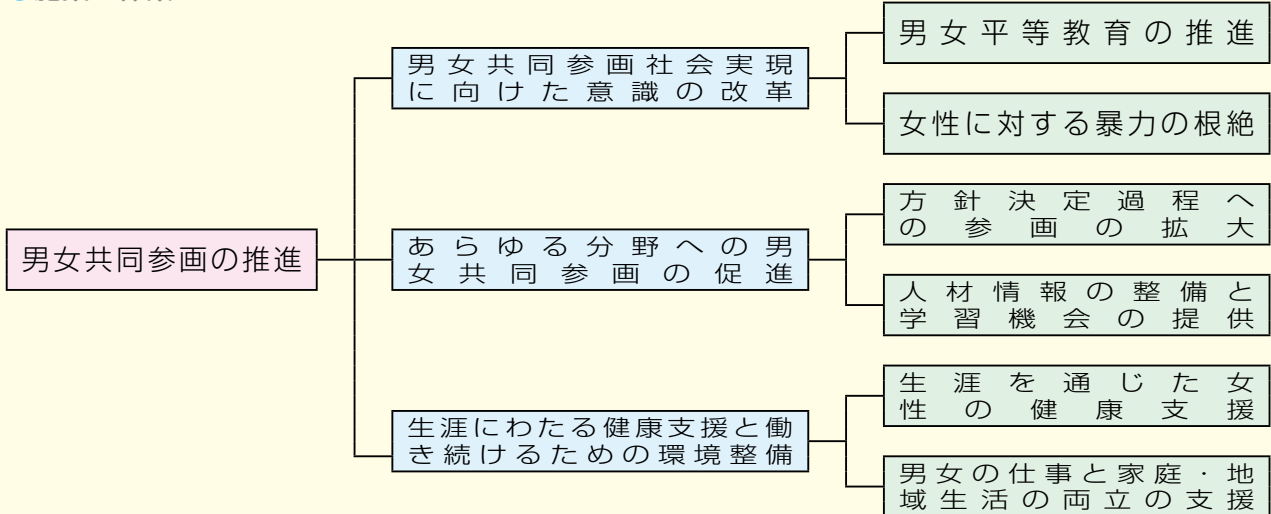 男女平等教育の推進
男女共同参画社会実現
に向けた意識の改革
女性に対する暴力の根絶
方針決定過程へ
の参画の拡大
男女共同参画の推進
あらゆる分野への男
女共同参画の促進
人材情報の整備と
学習機会の提供
生涯を通じた女
性の健康支援
生涯にわたる健康支援と働
き続けるための環境整備
男女の仕事と家庭・地
域生活の両立の支援